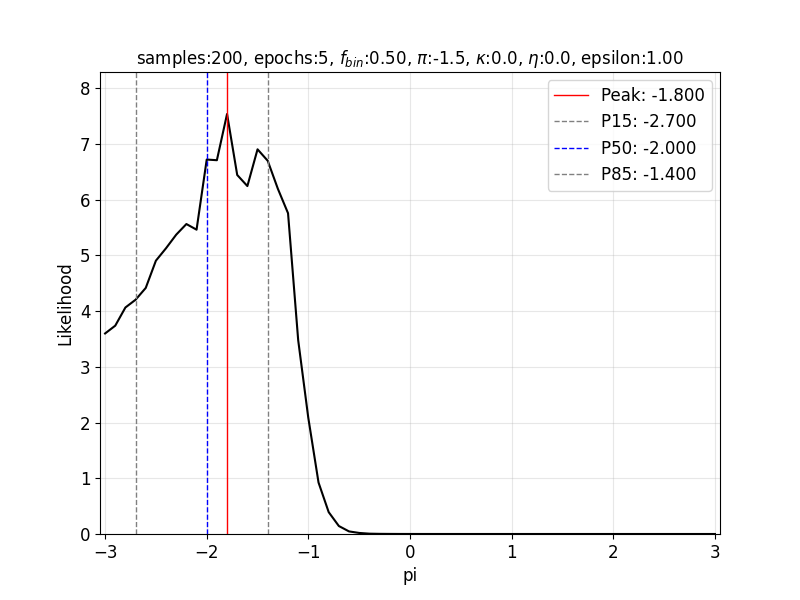 samples:200, epochs:5, f_bin:0.50, π:-1.5, κ:0.0, η:0.0, epsilon:1.00
Peak: -1.800
P15: -2.700
P50: -2.000
P85: -1.400
Likelihood
8
7
6
5
4
3
2
1
0
−3 −2 −1 0 1 2 3
pi